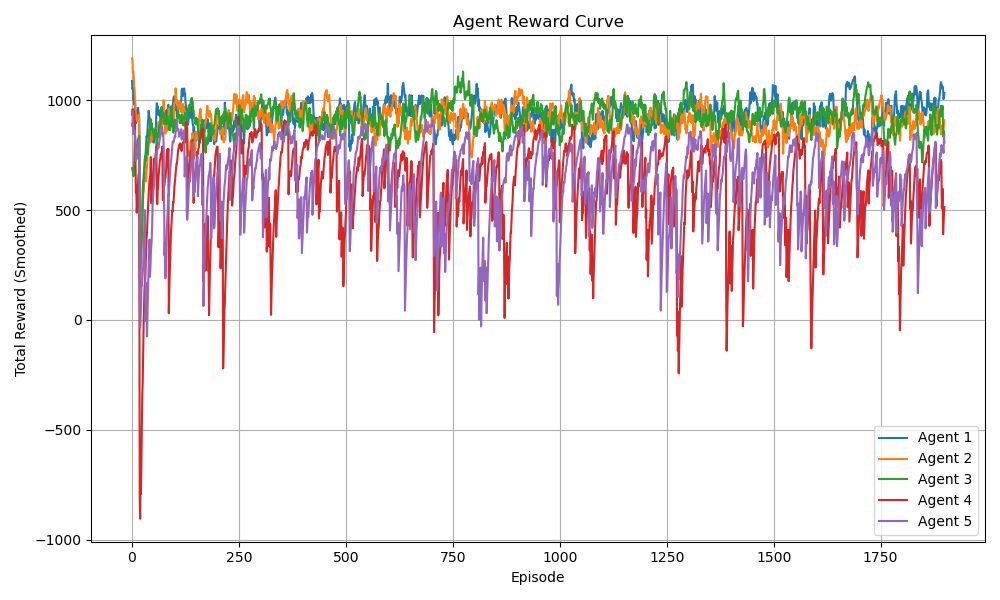 Agent Reward Curve
Total Reward (Smoothed)
1000
500
0
−500
−1000
0 250 500 750 1000 1250 1500 1750
Episode
Agent 1
Agent 2
Agent 3
Agent 4
Agent 5